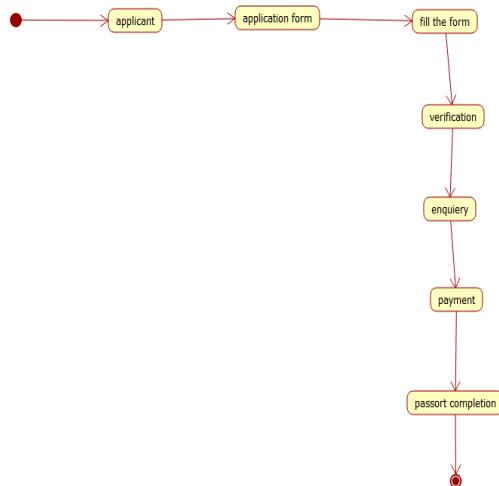 applicant
application form
fill the form
verification
enquiery
payment
passort completion